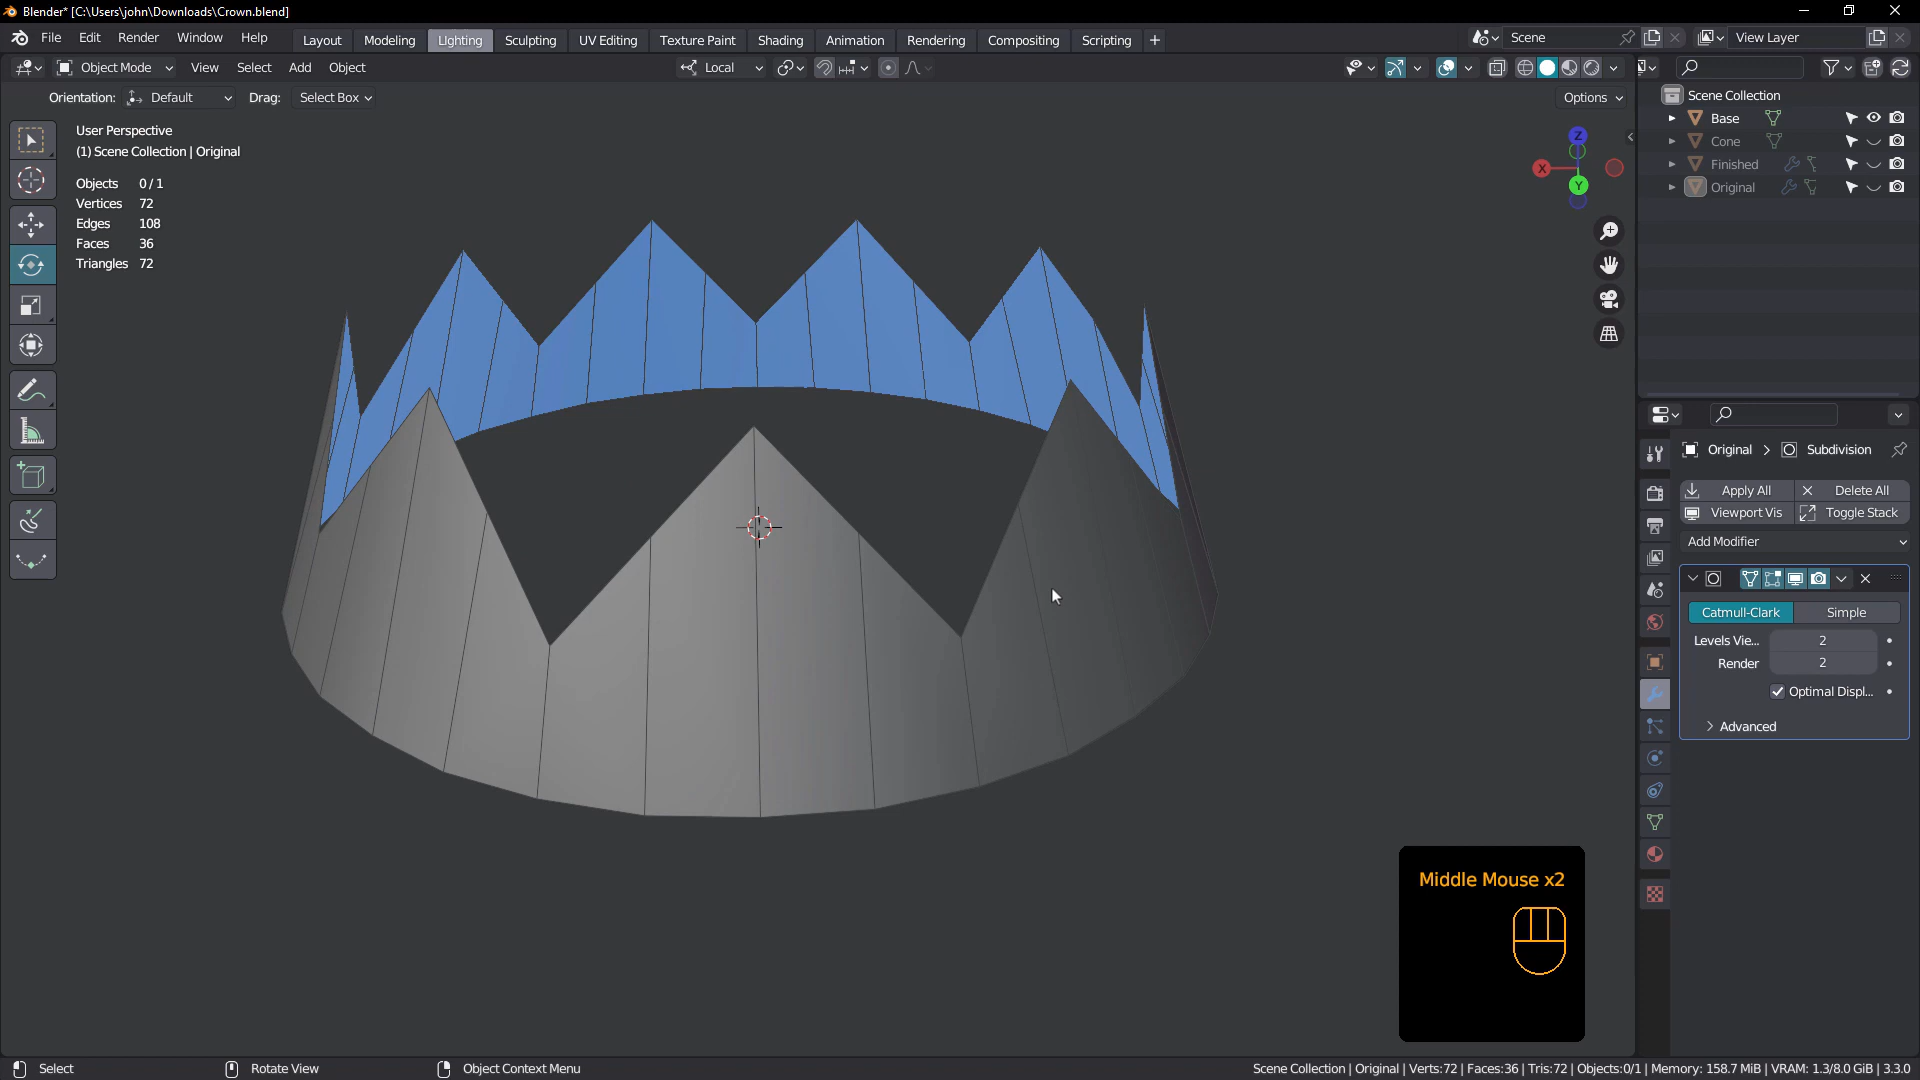 Blender* [C:\Users\john\Downloads\Crown.blend]
File Edit Render Window Help Layout Modeling Lighting Sculpting UV Editing Texture Paint Shading Animation Rendering Compositing Scripting + Scene View Layer
Object Mode View Select Add Object Local
Orientation: Default Drag: Select Box Options
User Perspective
(1) Scene Collection | Original
Objects 0/1
Vertices 72
Edges 108
Faces 36
Triangles 72
Z
X
Y
Scene Collection
Base
Cone
Finished
Original
Original > Subdivision
Apply All Delete All
Viewport Vis Toggle Stack
Add Modifier
Catmull-Clark Simple
Levels Vie... 2
Render 2
Optimal Displ...
Advanced
Middle Mouse x2
Select Rotate View Object Context Menu Scene Collection | Original | Verts:72 | Faces:36 | Tris:72 | Objects:0/1 | Memory: 158.7 MiB | VRAM: 1.3/8.0 GiB | 3.3.0